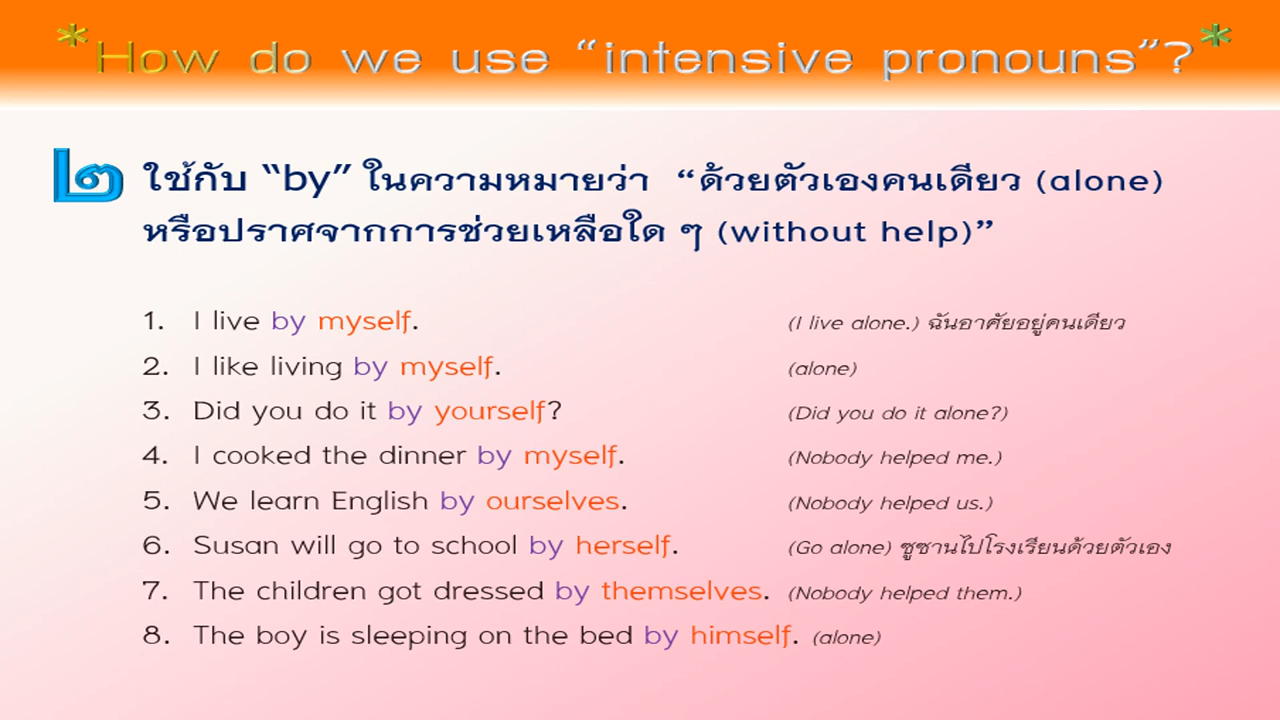 *How do we use “intensive pronouns”?*
๒ ใช้กับ “by” ในความหมายว่า “ด้วยตัวเองคนเดียว (alone)
หรือปราศจากการช่วยเหลือใด ๆ (without help)”
1. I live by myself. (I live alone.) ฉันอาศัยอยู่คนเดียว
2. I like living by myself. (alone)
3. Did you do it by yourself? (Did you do it alone?)
4. I cooked the dinner by myself. (Nobody helped me.)
5. We learn English by ourselves. (Nobody helped us.)
6. Susan will go to school by herself. (Go alone) ซูซานไปโรงเรียนด้วยตัวเอง
7. The children got dressed by themselves. (Nobody helped them.)
8. The boy is sleeping on the bed by himself. (alone)